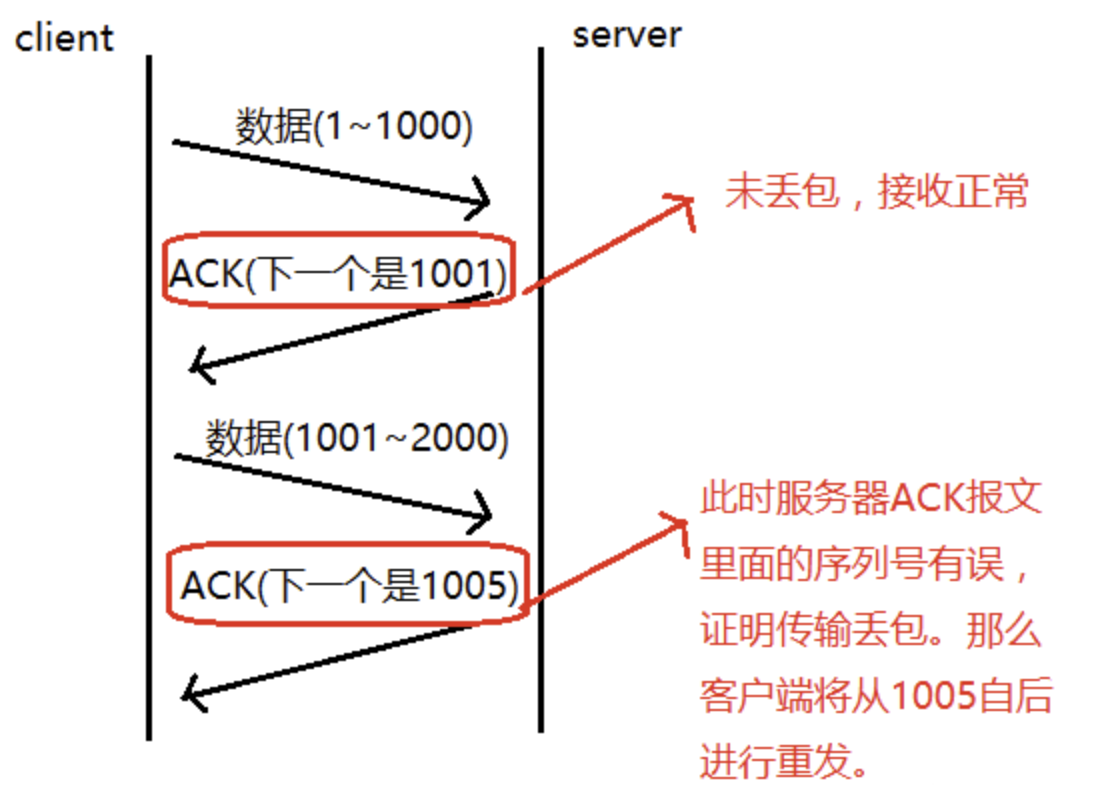 client
server
数据(1~1000)
未丢包，接收正常
ACK(下一个是1001)
数据(1001~2000)
ACK(下一个是1005)
此时服务器ACK报文
里面的序列号有误，
证明传输丢包。那么
客户端将从1005自后
进行重发。